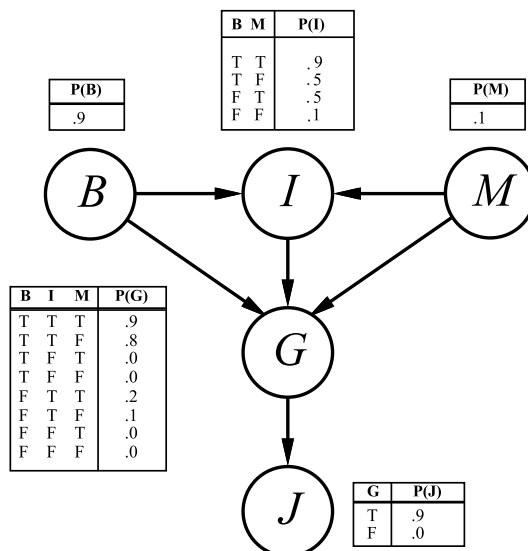 B M P(I)
T T .9
T F .5
F T .5
F F .1
P(B)
.9
P(M)
.1
B
I
M
B I M P(G)
T T T .9
T T F .8
T F T .0
T F F .0
F T T .2
F T F .1
F F T .0
F F F .0
G
J
G P(J)
T .9
F .0